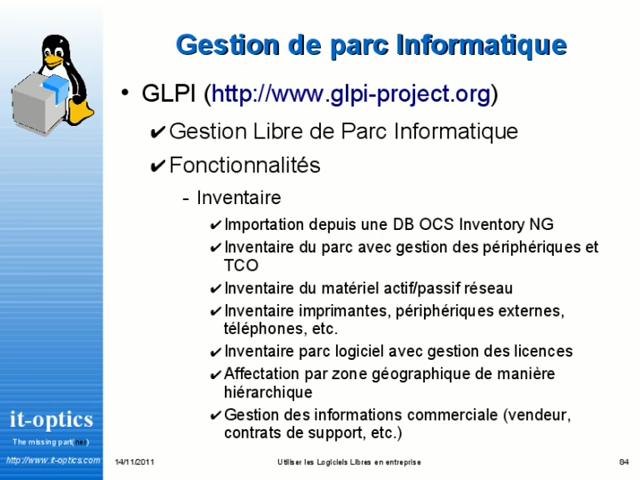 Gestion de parc Informatique
• GLPI (http://www.glpi-project.org)
✔ Gestion Libre de Parc Informatique
✔ Fonctionnalités
- Inventaire
✔ Importation depuis une DB OCS Inventory NG
✔ Inventaire du parc avec gestion des périphériques et
TCO
✔ Inventaire du matériel actif/passif réseau
✔ Inventaire imprimantes, périphériques externes,
téléphones, etc.
✔ Inventaire parc logiciel avec gestion des licences
✔ Affectation par zone géographique de manière
hiérarchique
✔ Gestion des informations commerciale (vendeur,
contrats de support, etc.)
it-optics
The missing part(ner)
http://www.it-optics.com
14/11/2011
Utiliser les Logiciels Libres en entreprise
84